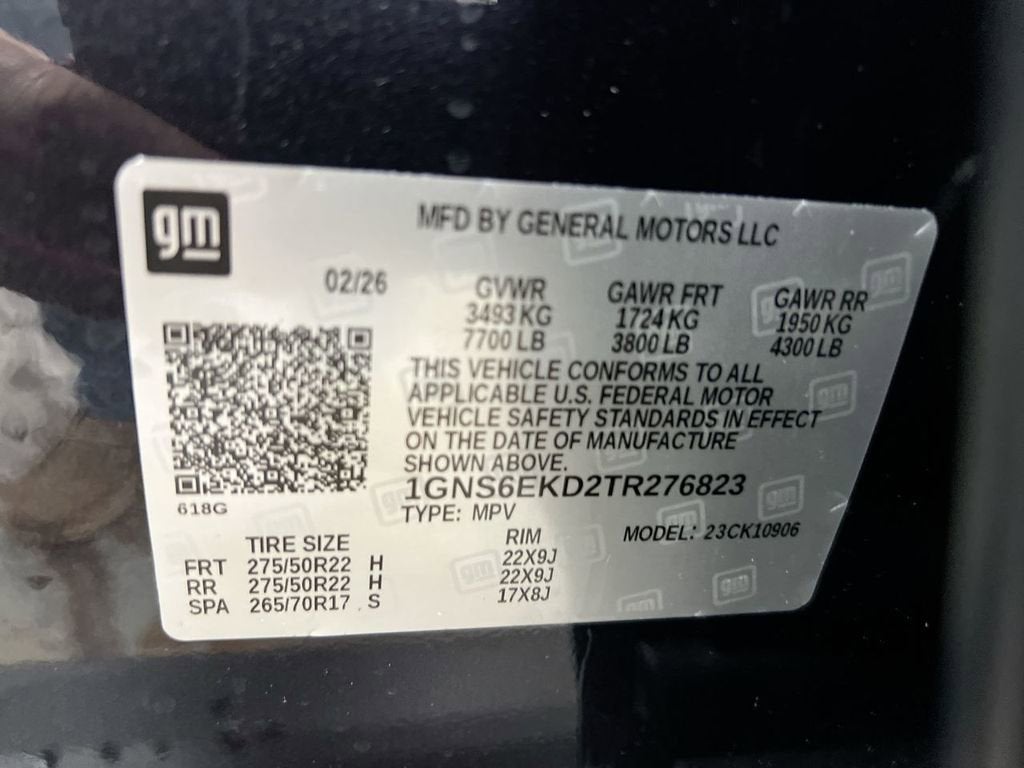 gm
MFD BY GENERAL MOTORS LLC
02/26
GVWR GAWR FRT GAWR RR
3493 KG 1724 KG 1950 KG
7700 LB 3800 LB 4300 LB
THIS VEHICLE CONFORMS TO ALL
APPLICABLE U.S. FEDERAL MOTOR
VEHICLE SAFETY STANDARDS IN EFFECT
ON THE DATE OF MANUFACTURE
SHOWN ABOVE.
1GNS6EKD2TR276823
618G
TYPE: MPV
MODEL: 23CK10906
TIRE SIZE RIM
FRT 275/50R22 H 22X9J
RR 275/50R22 H 22X9J
SPA 265/70R17 S 17X8J